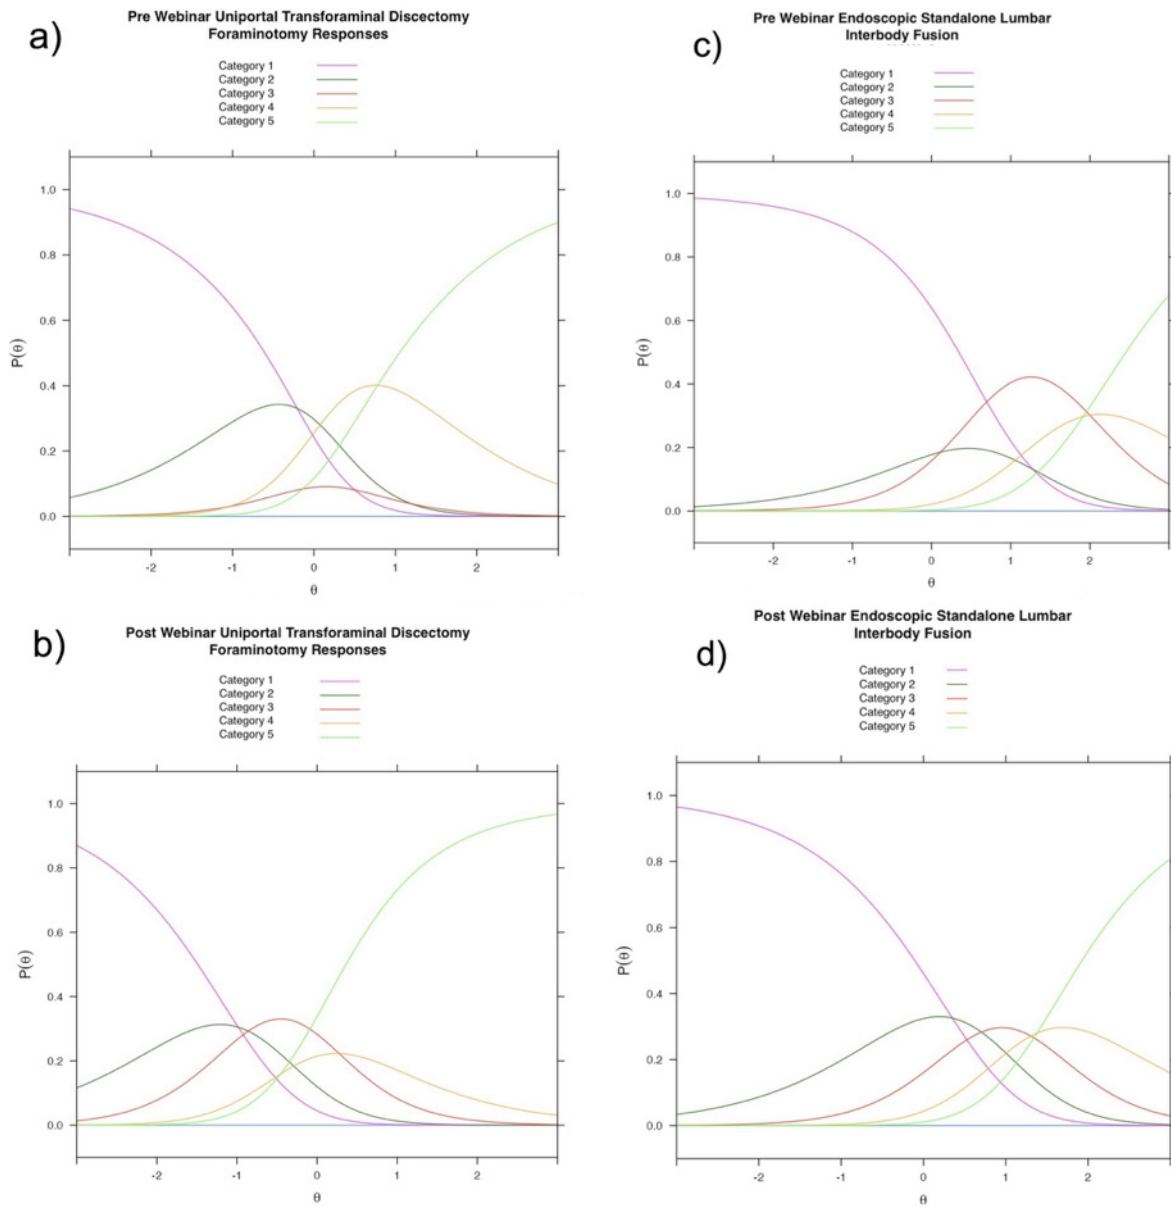 a)
Pre Webinar Uniportal Transforaminal Discectomy
Foraminotomy Responses
Category 1
Category 2
Category 3
Category 4
Category 5
1.0
0.8
0.6
0.4
0.2
0.0
P(θ)
-2 -1 0 1 2
θ
c)
Pre Webinar Endoscopic Standalone Lumbar
Interbody Fusion
Category 1
Category 2
Category 3
Category 4
Category 5
1.0
0.8
0.6
0.4
0.2
0.0
P(θ)
-2 -1 0 1 2
θ
b)
Post Webinar Uniportal Transforaminal Discectomy
Foraminotomy Responses
Category 1
Category 2
Category 3
Category 4
Category 5
1.0
0.8
0.6
0.4
0.2
0.0
P(θ)
-2 -1 0 1 2
θ
d)
Post Webinar Endoscopic Standalone Lumbar
Interbody Fusion
Category 1
Category 2
Category 3
Category 4
Category 5
1.0
0.8
0.6
0.4
0.2
0.0
P(θ)
-2 -1 0 1 2
θ